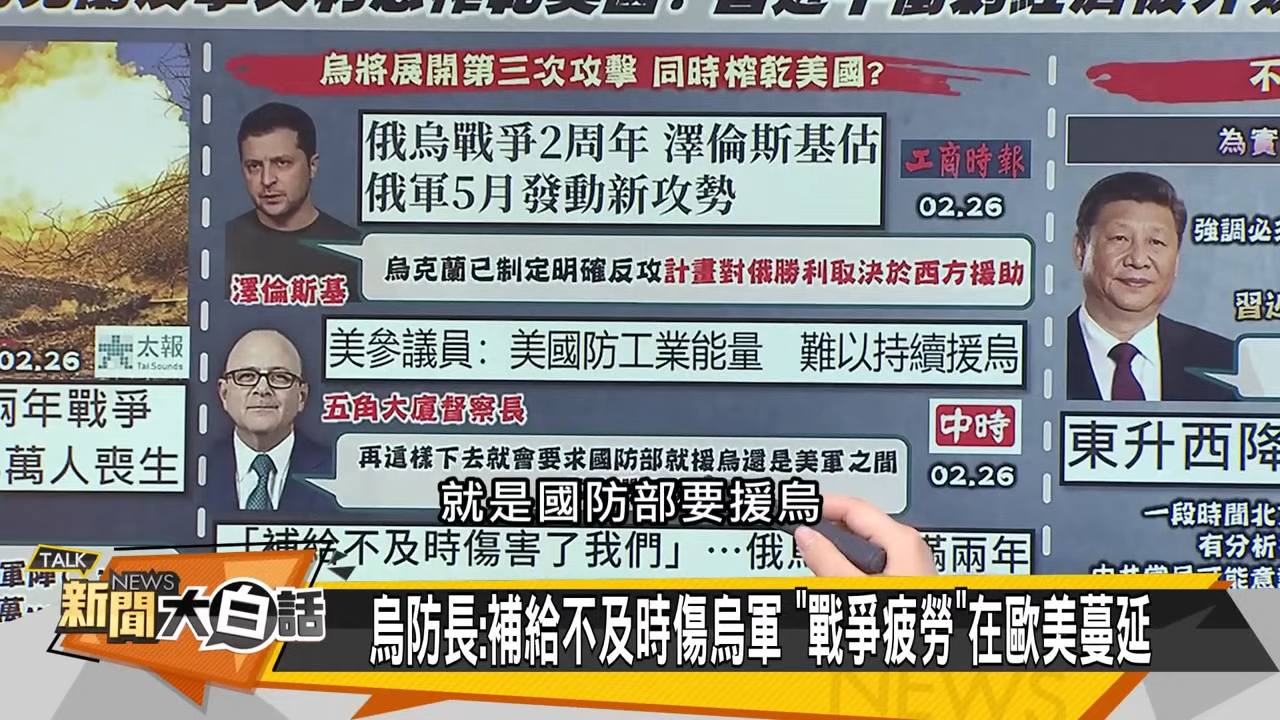 烏將展開第三次攻擊 同時榨乾美國?
俄烏戰爭2周年 澤倫斯基估
俄軍5月發動新攻勢
工商時報
02.26
烏克蘭已制定明確反攻計畫對俄勝利取決於西方援助
澤倫斯基
美參議員：美國防工業能量 難以持續援烏
五角大廈督察長
中時
02.26
再這樣下去就會要求國防部就援烏還是美軍之間
就是國防部要援烏
「補給不及時傷害了我們」…俄
滿兩年
02.26
太報
Tai Sounds
兩年戰爭
萬人喪生
不
為實
強調必
習近
東升西降
一段時間北
有分析
TALK
NEWS
新聞大白話
烏防長:補給不及時傷烏軍 "戰爭疲勞"在歐美蔓延
NEWS